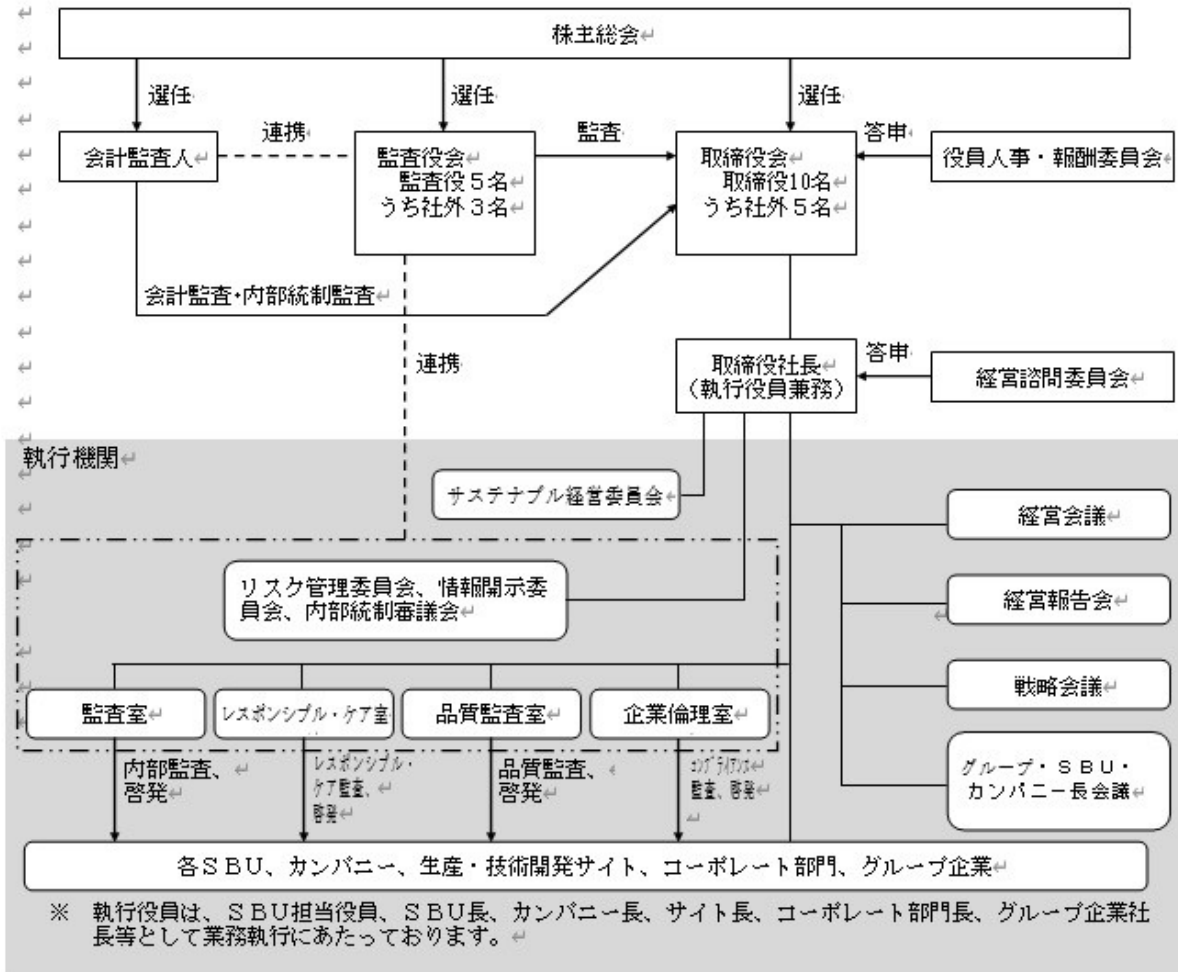 株主総会
選任
選任
選任
会計監査人
連携
監査役会
監査役5名
うち社外3名
監査
取締役会
取締役10名
うち社外5名
答申
役員人事・報酬委員会
会計監査・内部統制監査
連携
取締役社長
(執行役員兼務)
答申
経営諮問委員会
執行機関
サステナブル経営委員会
経営会議
リスク管理委員会、情報開示委
員会、内部統制審議会
経営報告会
戦略会議
監査室
レスポンシブル・ケア室
品質監査室
企業倫理室
グループ・SBU・
カンパニー長会議
内部監査、
啓発
レスポンシブル・
ケア監査、
啓発
品質監査、
啓発
コンプライアンス
監査、啓発
各SBU、カンパニー、生産・技術開発サイト、コーポレート部門、グループ企業
※ 執行役員は、SBU担当役員、SBU長、カンパニー長、サイト長、コーポレート部門長、グループ企業社
長等として業務執行にあたっております。